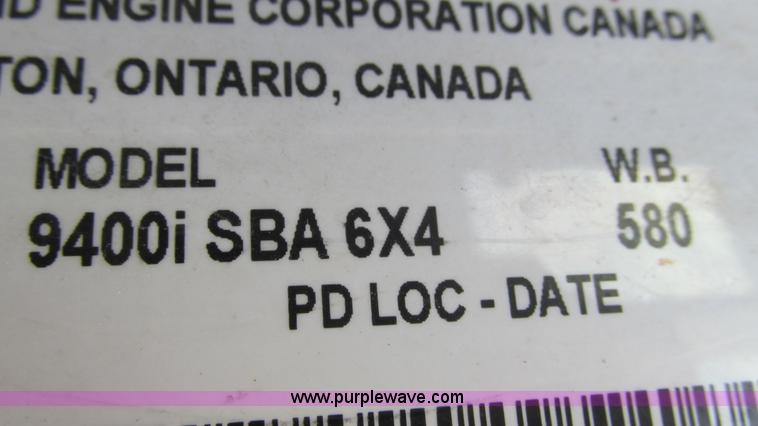 ENGINE CORPORATION CANADA
TON, ONTARIO, CANADA
MODEL W.B.
9400i SBA 6X4 580
PD LOC - DATE
www.purplewave.com